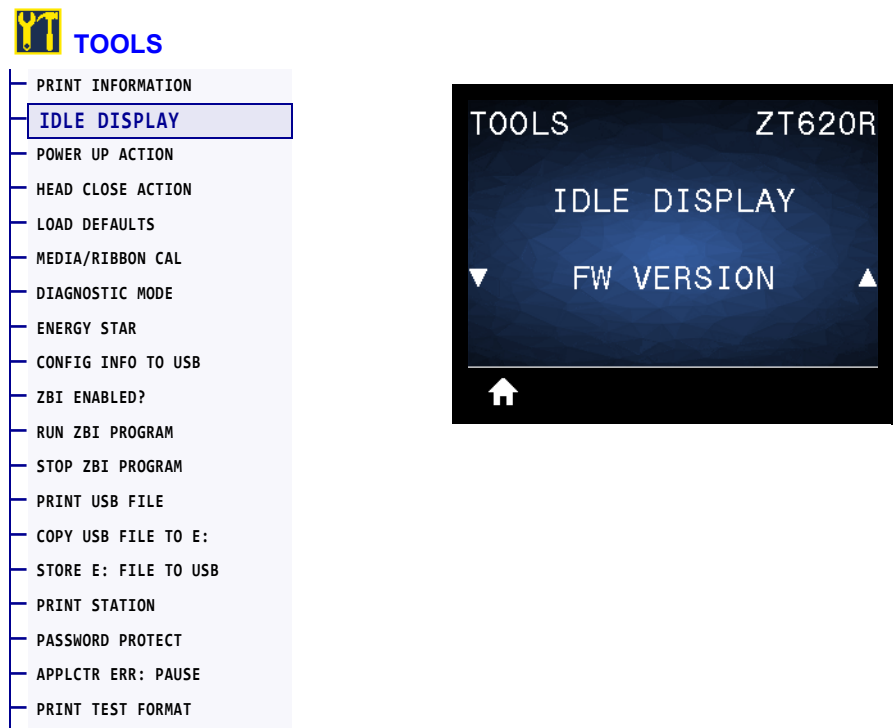 TOOLS
PRINT INFORMATION
IDLE DISPLAY
POWER UP ACTION
HEAD CLOSE ACTION
LOAD DEFAULTS
MEDIA/RIBBON CAL
DIAGNOSTIC MODE
ENERGY STAR
CONFIG INFO TO USB
ZBI ENABLED?
RUN ZBI PROGRAM
STOP ZBI PROGRAM
PRINT USB FILE
COPY USB FILE TO E:
STORE E: FILE TO USB
PRINT STATION
PASSWORD PROTECT
APPLCTR ERR: PAUSE
PRINT TEST FORMAT
TOOLS ZT620R
IDLE DISPLAY
FW VERSION